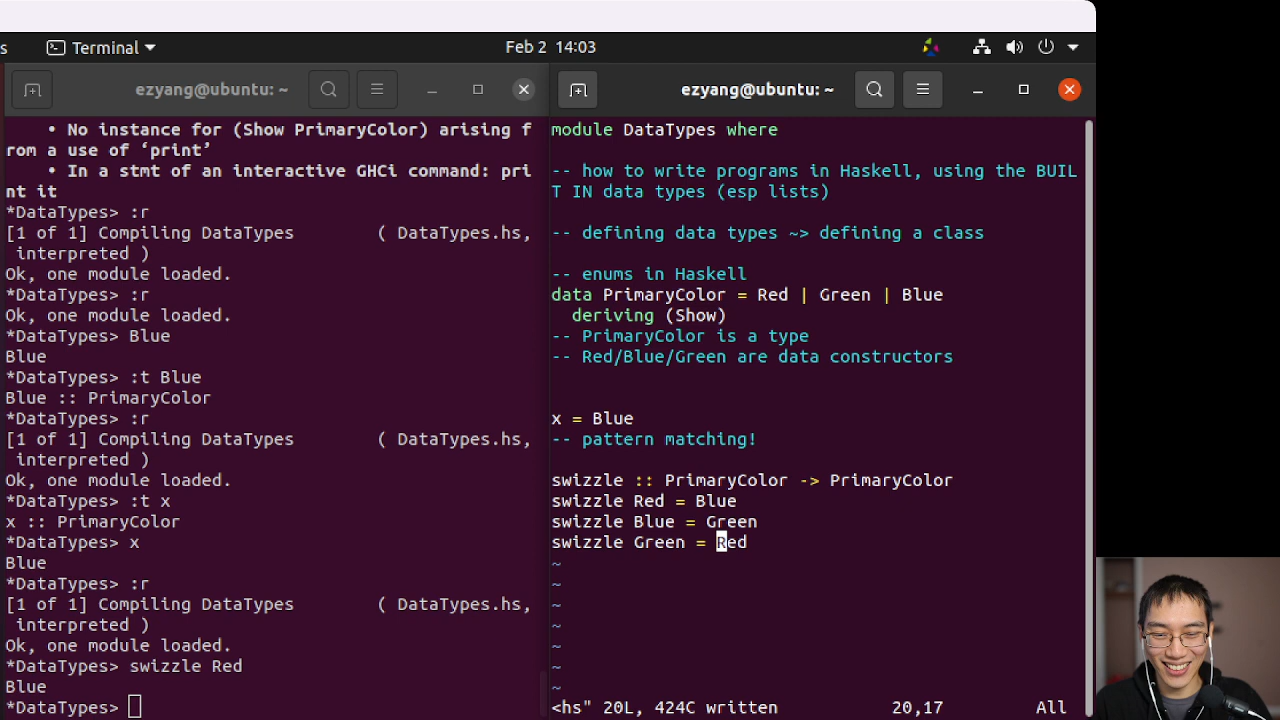 s Terminal Feb 2 14:03
ezyang@ubuntu: ~
• No instance for (Show PrimaryColor) arising f
rom a use of ‘print’
• In a stmt of an interactive GHCi command: pri
nt it
*DataTypes> :r
[1 of 1] Compiling DataTypes ( DataTypes.hs,
interpreted )
Ok, one module loaded.
*DataTypes> :r
Ok, one module loaded.
*DataTypes> Blue
Blue
*DataTypes> :t Blue
Blue :: PrimaryColor
*DataTypes> :r
[1 of 1] Compiling DataTypes ( DataTypes.hs,
interpreted )
Ok, one module loaded.
*DataTypes> :t x
x :: PrimaryColor
*DataTypes> x
Blue
*DataTypes> :r
[1 of 1] Compiling DataTypes ( DataTypes.hs,
interpreted )
Ok, one module loaded.
*DataTypes> swizzle Red
Blue
*DataTypes>
ezyang@ubuntu: ~
module DataTypes where
-- how to write programs in Haskell, using the BUIL
T IN data types (esp lists)
-- defining data types ~> defining a class
-- enums in Haskell
data PrimaryColor = Red | Green | Blue
deriving (Show)
-- PrimaryColor is a type
-- Red/Blue/Green are data constructors
x = Blue
-- pattern matching!
swizzle :: PrimaryColor -> PrimaryColor
swizzle Red = Blue
swizzle Blue = Green
swizzle Green = Red
~
~
~
~
~
~
~
<hs" 20L, 424C written 20,17 All